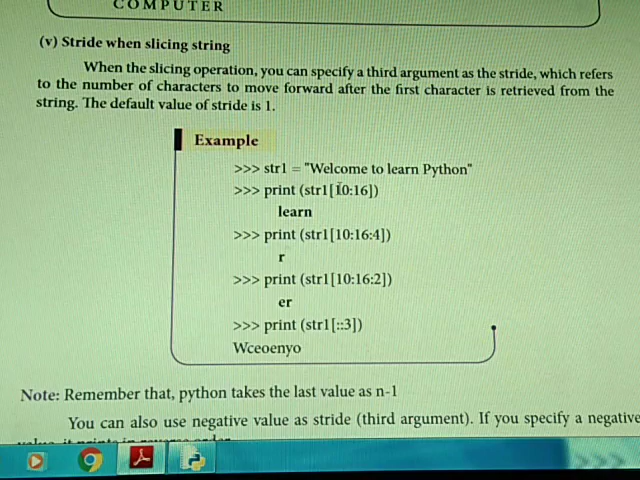 COMPUTER
(v) Stride when slicing string
When the slicing operation, you can specify a third argument as the stride, which refers
to the number of characters to move forward after the first character is retrieved from the
string. The default value of stride is 1.
Example
>>> str1 = "Welcome to learn Python"
>>> print (str1[10:16])
learn
>>> print (str1[10:16:4])
r
>>> print (str1[10:16:2])
er
>>> print (str1[::3])
Wceoenyo
Note: Remember that, python takes the last value as n-1
You can also use negative value as stride (third argument). If you specify a negative